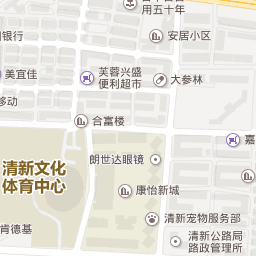 用五十年
安居小区
银行
芙蓉兴盛
便利超市
美宜佳
大参林
移动
合富楼
嘉
清新文化
体育中心
朗世达眼镜
康怡新城
清新宠物服务部
肯德基
清新公路局
路政管理所